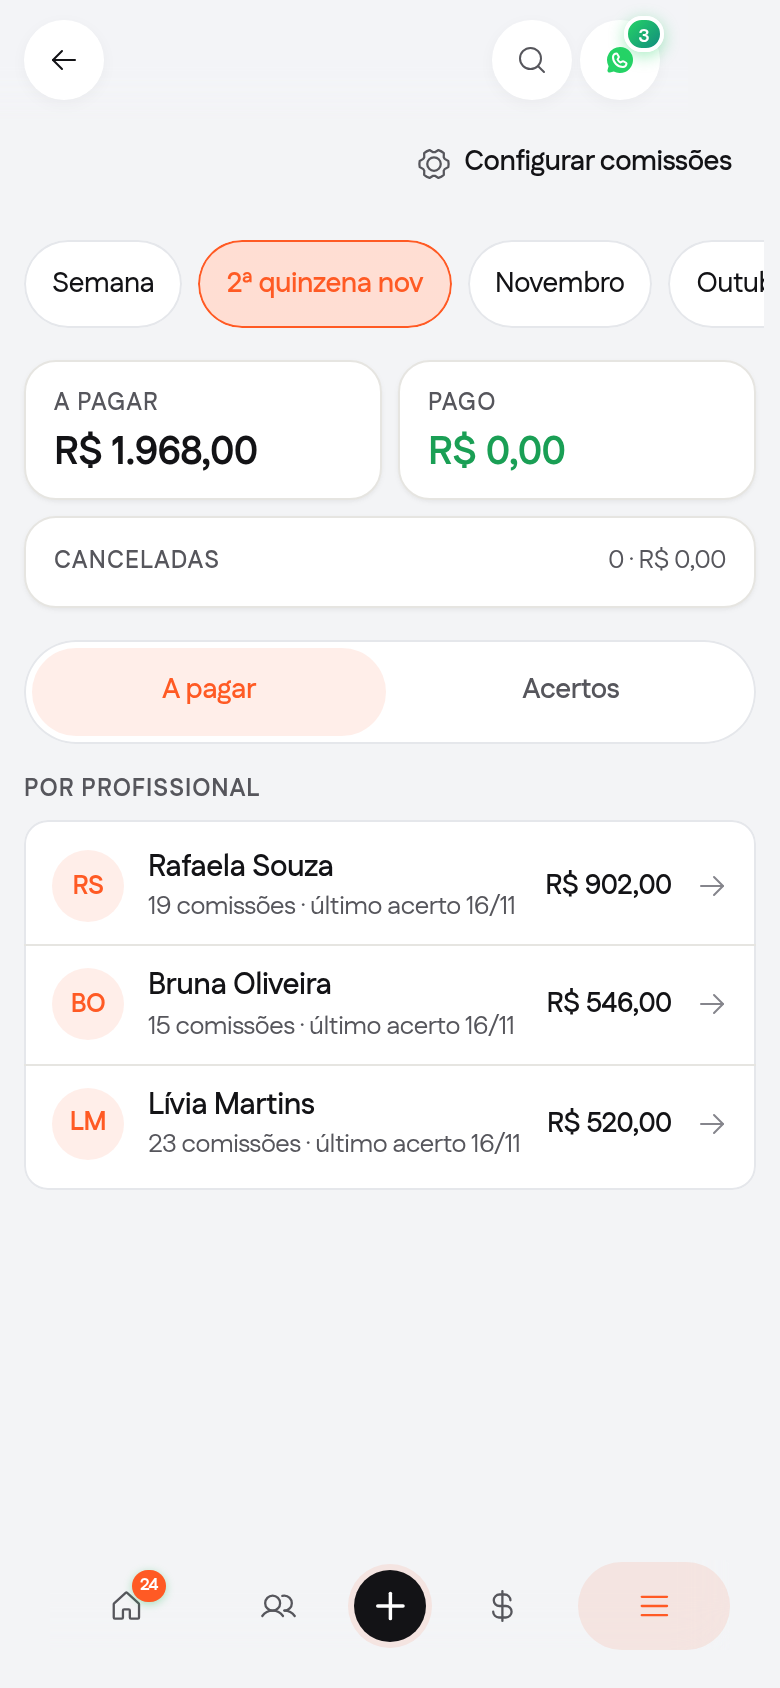 3
Configurar comissões
Semana
2ª quinzena nov
Novembro
A PAGAR
R$ 1.968,00
PAGO
R$ 0,00
CANCELADAS
0 · R$ 0,00
A pagar
Acertos
POR PROFISSIONAL
RS
Rafaela Souza
19 comissões · último acerto 16/11
R$ 902,00
BO
Bruna Oliveira
15 comissões · último acerto 16/11
R$ 546,00
LM
Lívia Martins
23 comissões · último acerto 16/11
R$ 520,00
24